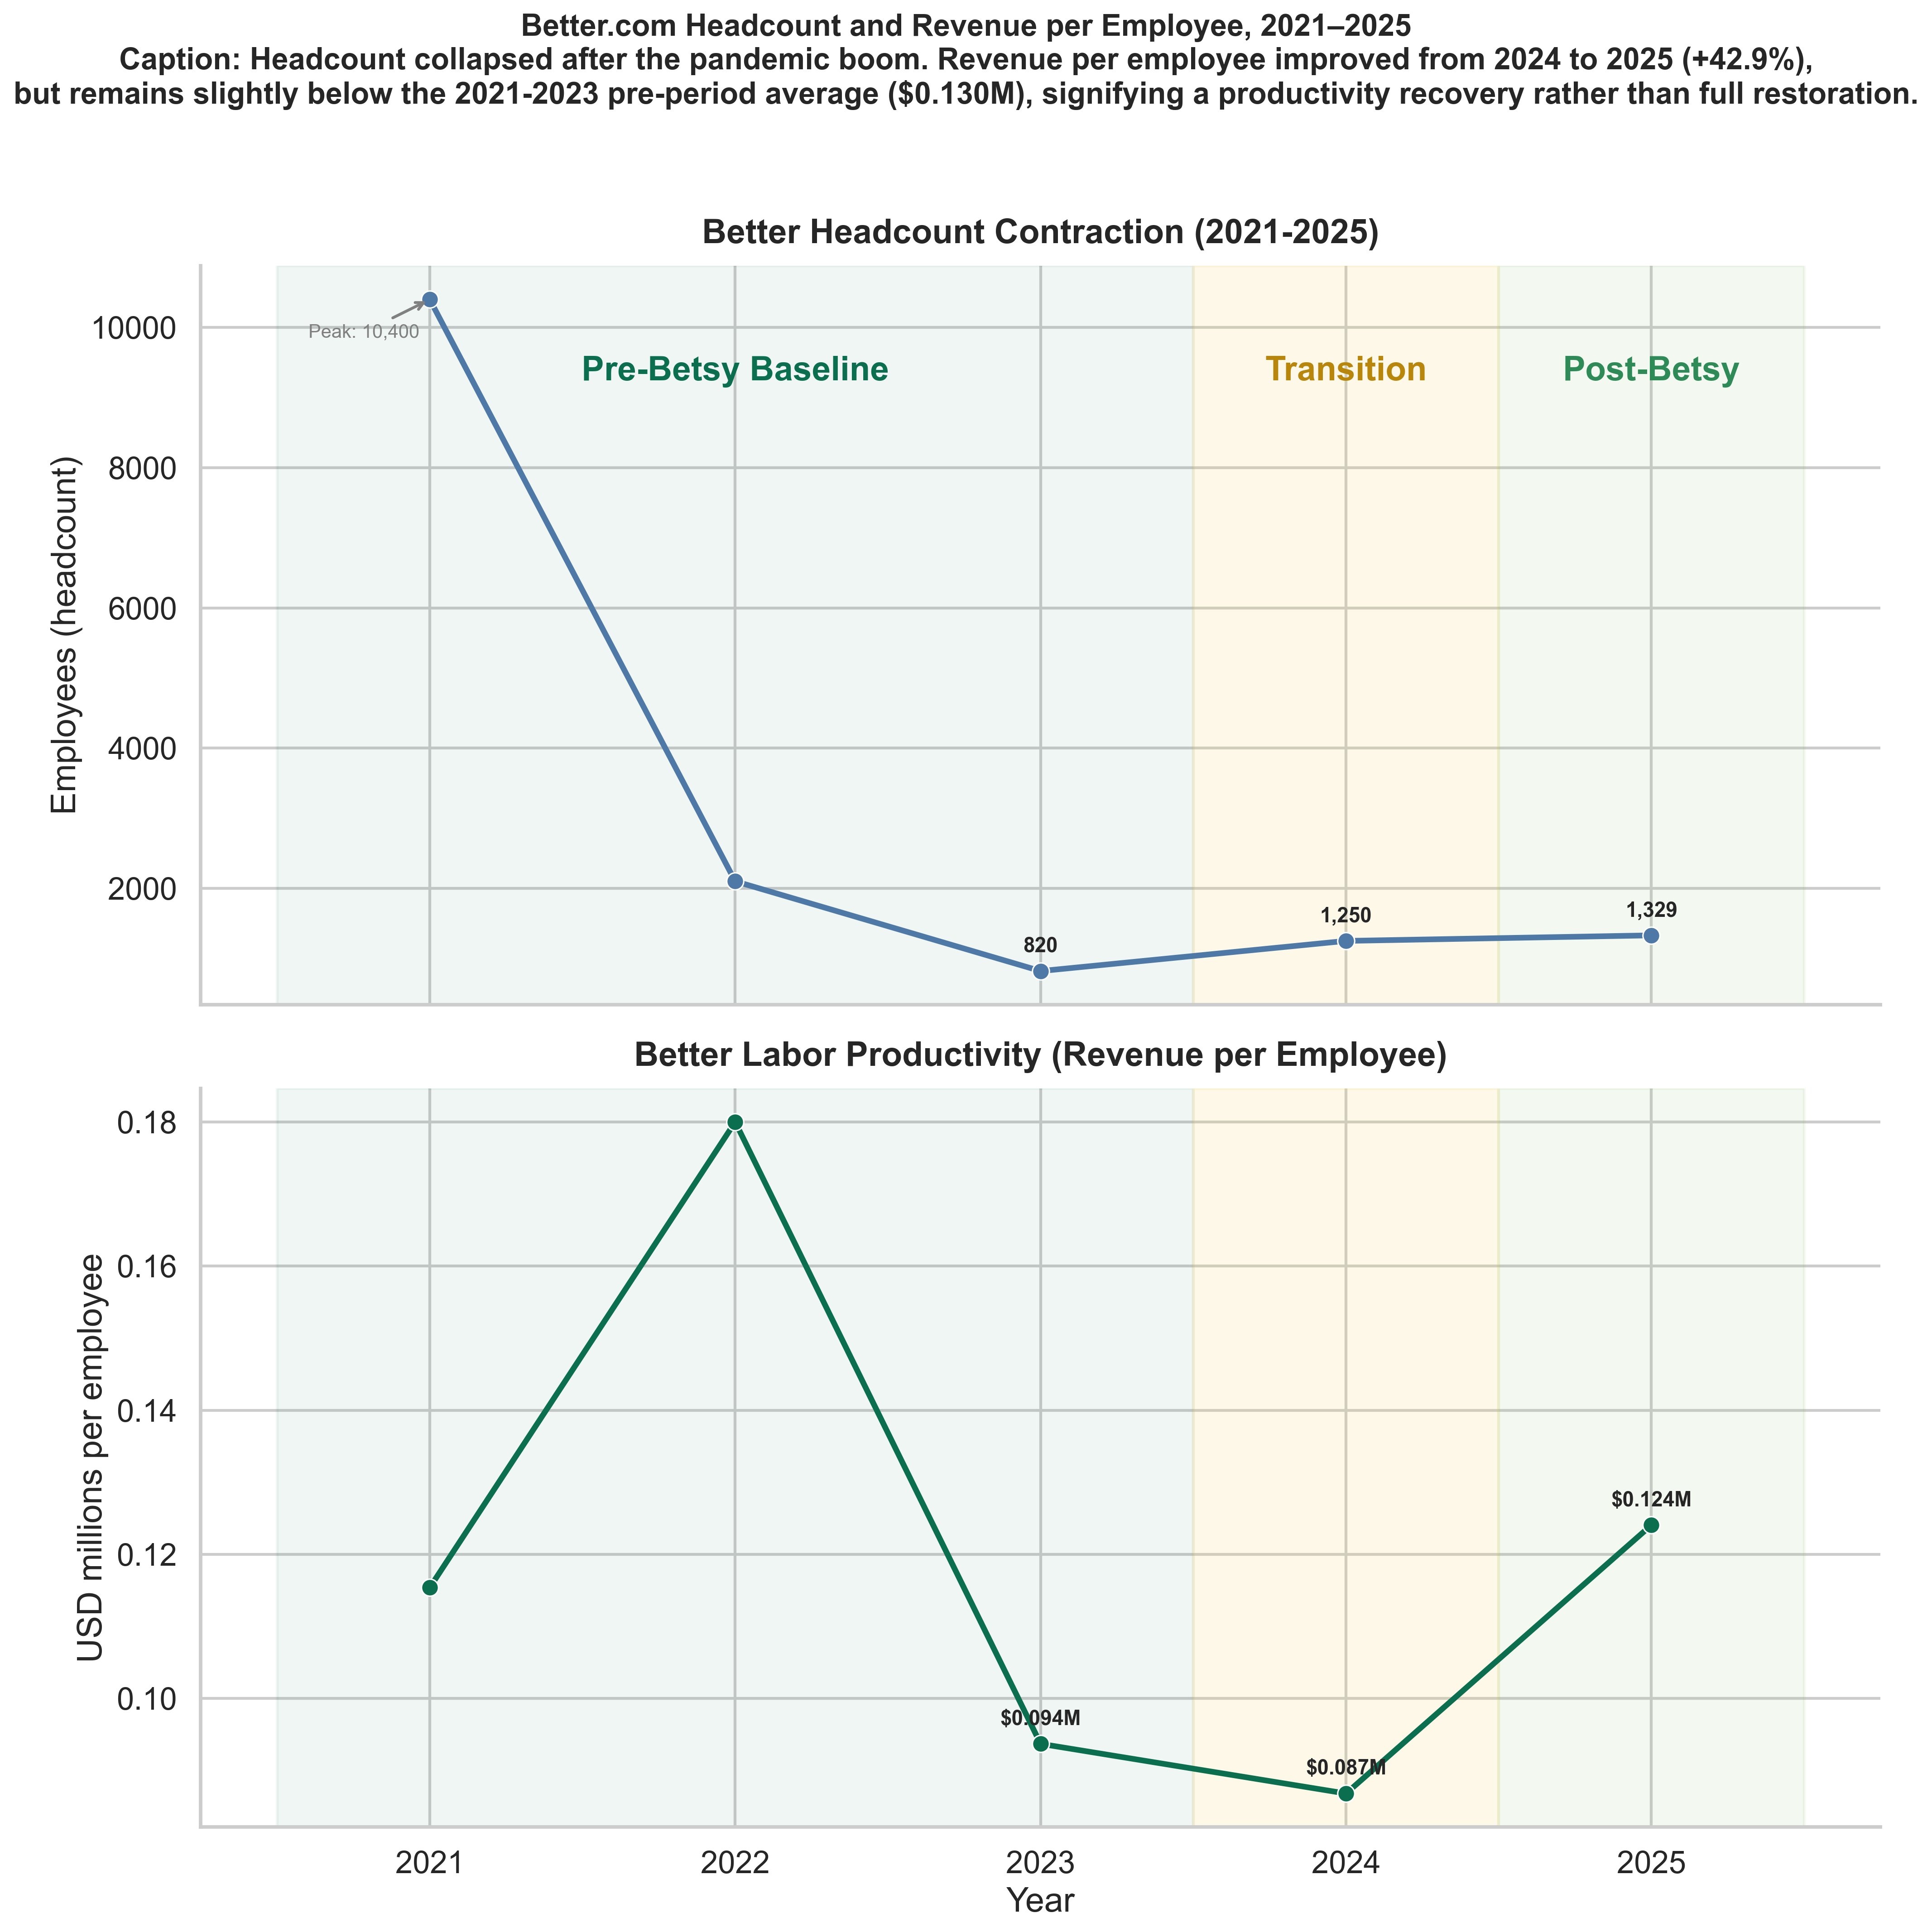 Better.com Headcount and Revenue per Employee, 2021–2025
Caption: Headcount collapsed after the pandemic boom. Revenue per employee improved from 2024 to 2025 (+42.9%),
but remains slightly below the 2021-2023 pre-period average ($0.130M), signifying a productivity recovery rather than full restoration.
Better Headcount Contraction (2021-2025)
Employees (headcount)
10000
8000
6000
4000
2000
Peak: 10,400
Pre-Betsy Baseline
Transition
Post-Betsy
820
1,250
1,329
Better Labor Productivity (Revenue per Employee)
USD millions per employee
0.18
0.16
0.14
0.12
0.10
$0.094M
$0.087M
$0.124M
2021
2022
2023
2024
2025
Year